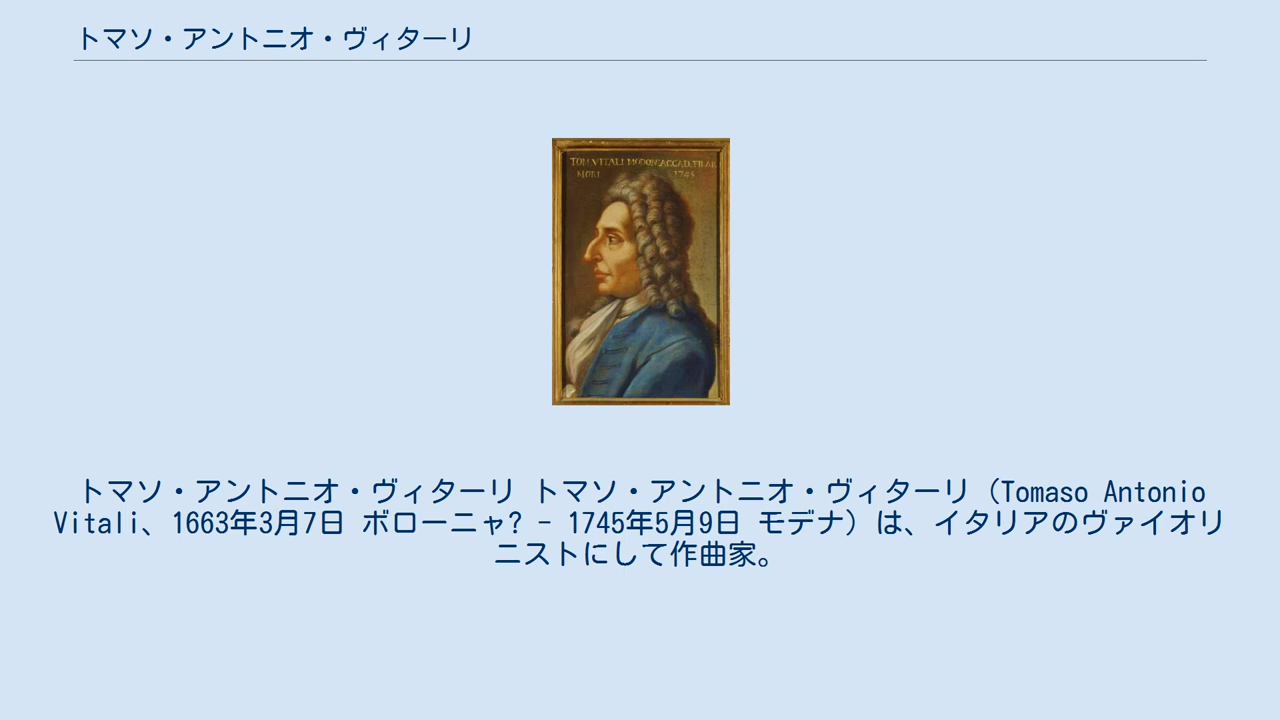 トマソ・アントニオ・ヴィターリ
TOM VITALI MODON ACCAD. FILAR
MORI 1745
トマソ・アントニオ・ヴィターリ トマソ・アントニオ・ヴィターリ（Tomaso Antonio
Vitali、1663年3月7日 ボローニャ? - 1745年5月9日 モデナ）は、イタリアのヴァイオリ
ニストにして作曲家。